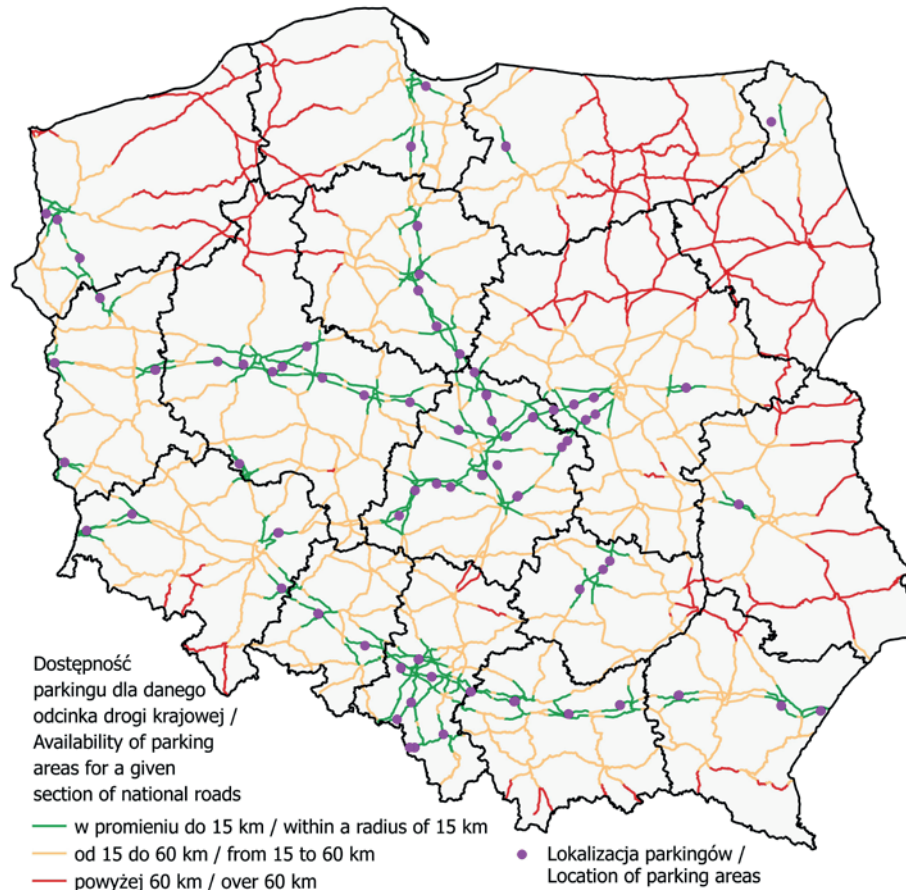 Dostępność
parkingu dla danego
odcinka drogi krajowej /
Availability of parking
areas for a given
section of national roads
w promieniu do 15 km / within a radius of 15 km
od 15 do 60 km / from 15 to 60 km
powyżej 60 km / over 60 km
Lokalizacja parkingów /
Location of parking areas